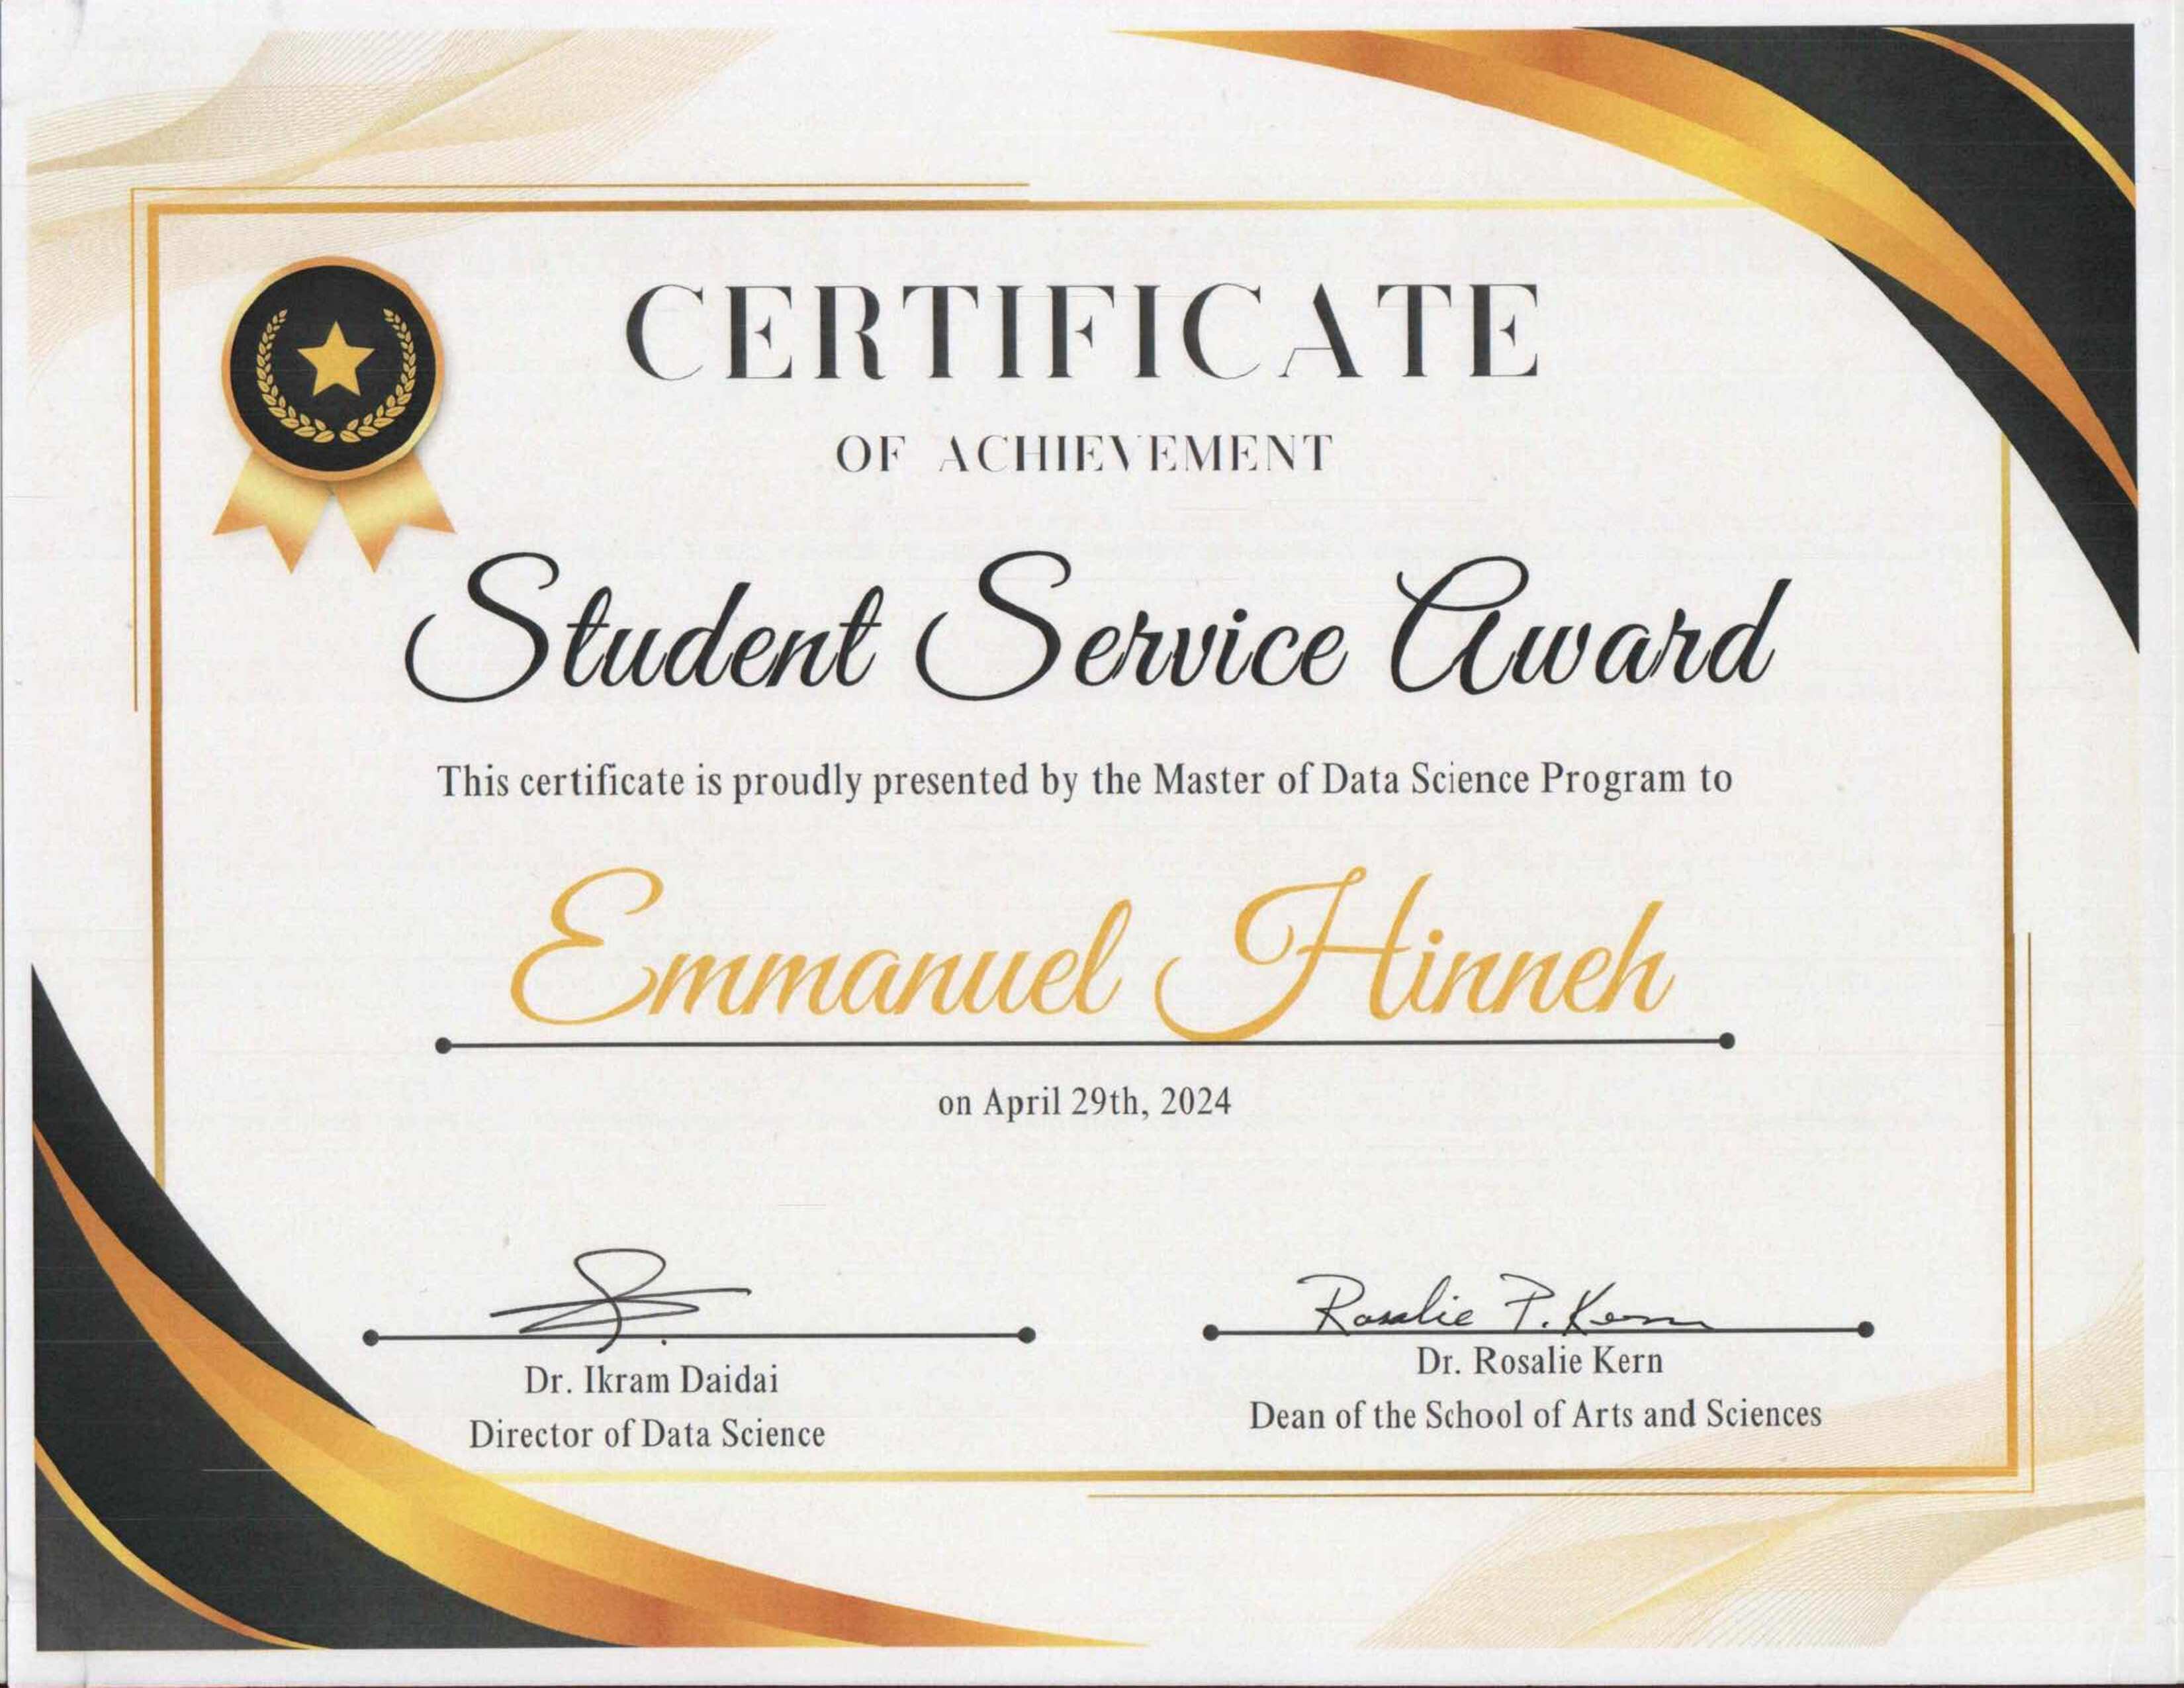 CERTIFICATE
OF ACHIEVEMENT
Student Service Award
This certificate is proudly presented by the Master of Data Science Program to
Emmanuel Hinneh
on April 29th, 2024
Rosalie P. Kern
Dr. Ikram Daidai
Director of Data Science
Dr. Rosalie Kern
Dean of the School of Arts and Sciences